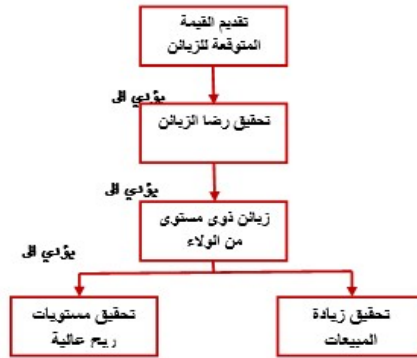 تقديم القيمة
المتوقعة للزبائن
يؤدي الى
تحقيق رضا الزبائن
يؤدي الى
زبائن ذوى مستوى
من الولاء
يؤدي الى
تحقيق زيادة
المبيعات
تحقيق مستويات
ربح عالية